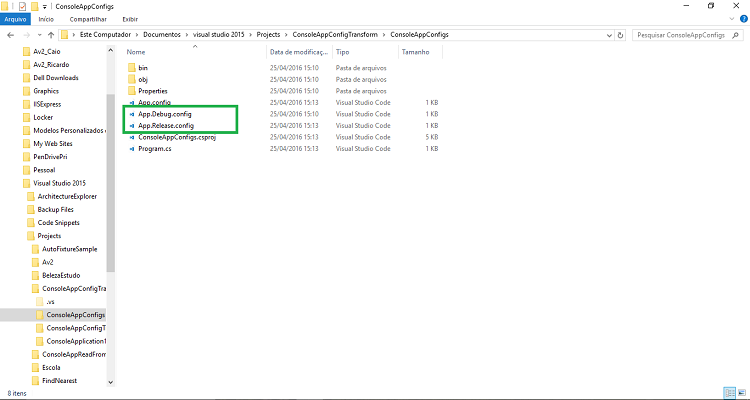 ConsoleAppConfigs
Arquivo Início Compartilhar Exibir
Este Computador > Documentos > visual studio 2015 > Projects > ConsoleAppConfigTransform > ConsoleAppConfigs
Pesquisar ConsoleAppConfigs
Nome Data de modificaç... Tipo Tamanho
Av2_Caio
Av2_Ricardo
Dell Downloads
Graphics
IISExpress
Locker
Modelos Personalizados d
My Web Sites
PenDrivePri
Pessoal
Visual Studio 2015
ArchitectureExplorer
Backup Files
Code Snippets
Projects
AutoFixtureSample
Av2
BelezaEstudo
ConsoleAppConfigTra
.vs
ConsoleAppConfigs
ConsoleAppConfigT
ConsoleApplication1
ConsoleAppReadFrom
Escola
FindNearest
bin 25/04/2016 15:10 Pasta de arquivos
obj 25/04/2016 15:10 Pasta de arquivos
Properties 25/04/2016 15:10 Pasta de arquivos
App.config 25/04/2016 15:13 Visual Studio Code 1 KB
App.Debug.config 25/04/2016 15:10 Visual Studio Code 1 KB
App.Release.config 25/04/2016 15:13 Visual Studio Code 1 KB
ConsoleAppConfigs.csproj 25/04/2016 15:13 Visual Studio Code 5 KB
Program.cs 25/04/2016 15:13 Visual Studio Code 1 KB
8 itens